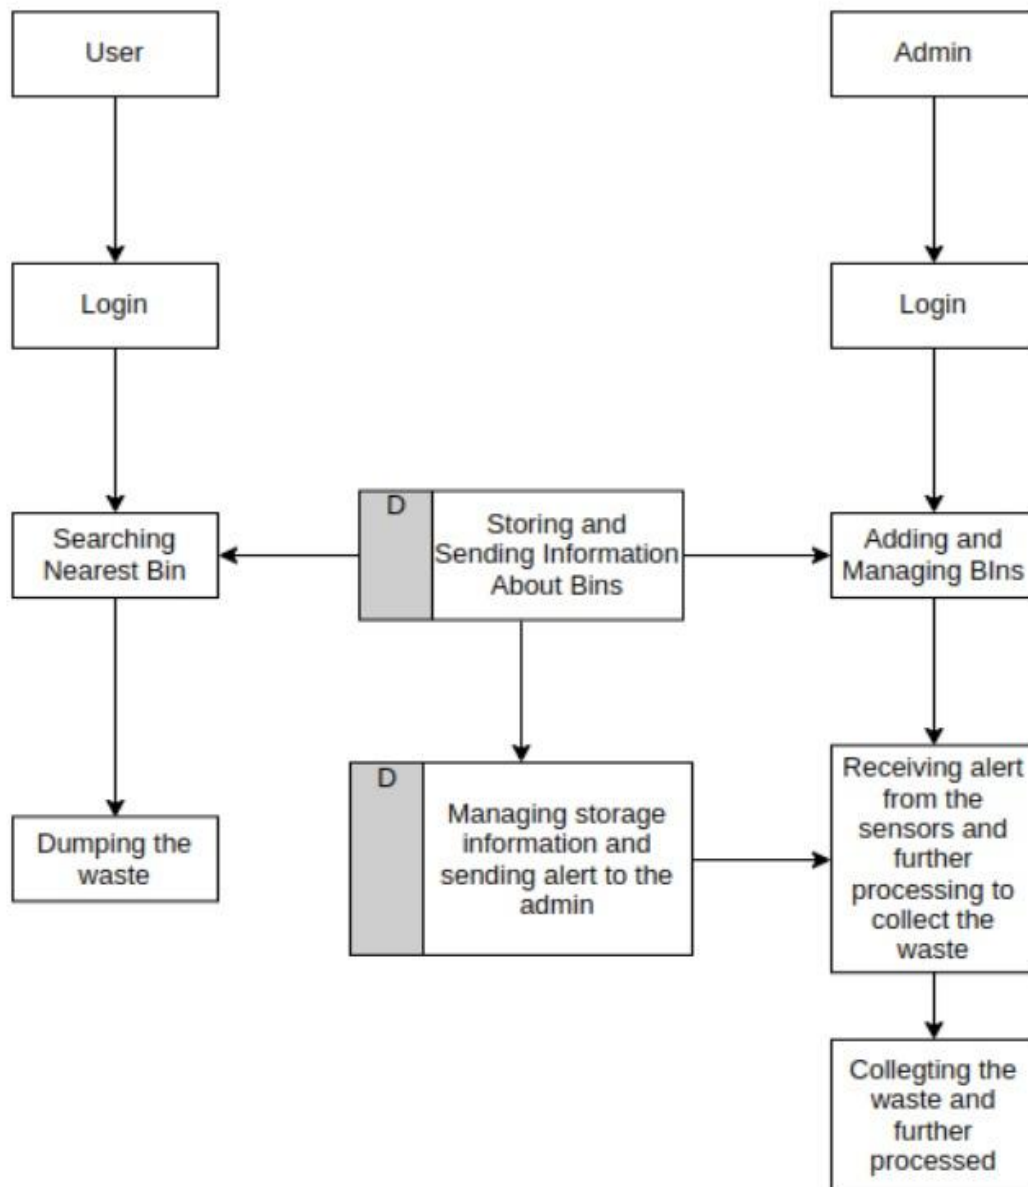 User
Admin
Login
Login
Searching
Nearest Bin
D
Storing and
Sending Information
About Bins
Adding and
Managing BIns
Dumping the
waste
D
Managing storage
information and
sending alert to the
admin
Receiving alert
from the
sensors and
further
processing to
collect the
waste
Collegting the
waste and
further
processed